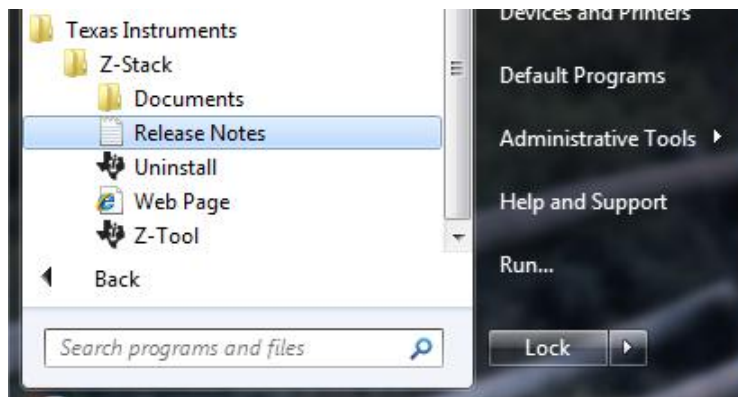 Texas Instruments
Z-Stack
Documents
Release Notes
Uninstall
Web Page
Z-Tool
Back
Search programs and files
Devices and Printers
Default Programs
Administrative Tools
Help and Support
Run...
Lock